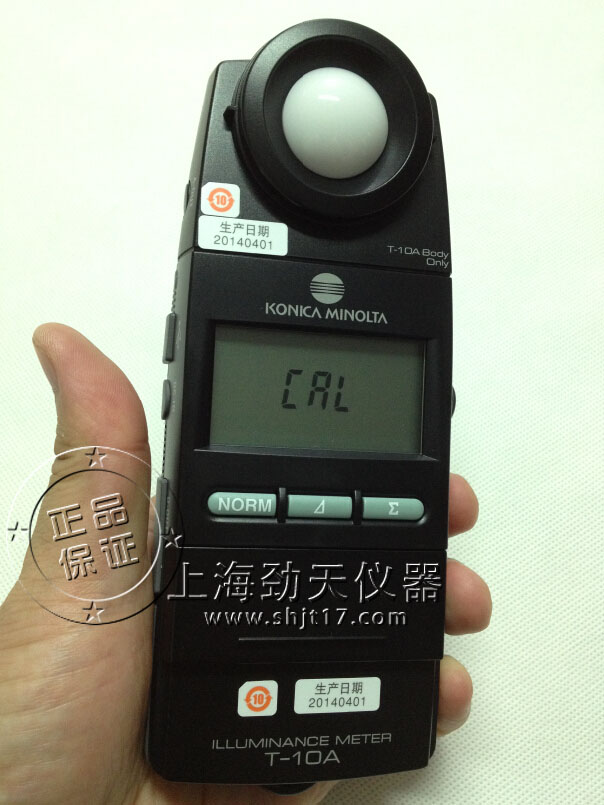 10
生产日期
20140401
T-10A Body
Only
KONICA MINOLTA
CAL
NORM
⊿
Σ
正品
保证
上海劲天仪器
www.shjt17.com
10
生产日期
20140401
ILLUMINANCE METER
T-10A